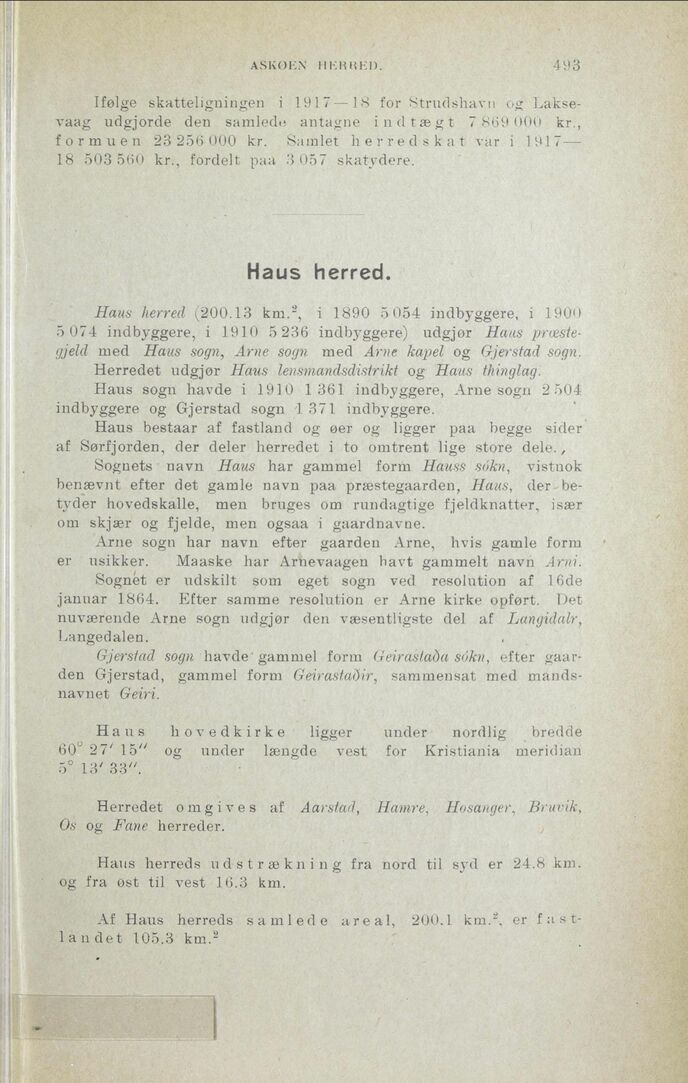 ASKØEN HERRED. 493
Ifølge skatteligningen i 1917—18 for Strudshavn og Lakse-
vaag udgjorde den samlede antagne indtægt 7 869 000 kr.,
formuen 23 256 000 kr. Samlet herredskat var i 1917—
18 503 560 kr., fordelt paa 3 057 skatydere.
Haus herred.
Haus herred (200.13 km.², i 1890 5 054 indbyggere, i 1900
5 074 indbyggere, i 1910 5 236 indbyggere) udgjør Haus præste-
gjeld med Haus sogn, Arne sogn med Arne kapel og Gjerstad sogn.
Herredet udgjør Haus lensmandsdistrikt og Haus thinglag.
Haus sogn havde i 1910 1 361 indbyggere, Arne sogn 2 504
indbyggere og Gjerstad sogn 1 371 indbyggere.
Haus bestaar af fastland og øer og ligger paa begge sider
af Sørfjorden, der deler herredet i to omtrent lige store dele.
Sognets navn Haus har gammel form Hauss sókn, vistnok
benævnt efter det gamle navn paa præstegaarden, Haus, der be-
tyder hovedskalle, men bruges om rundagtige fjeldknatter, især
om skjær og fjelde, men ogsaa i gaardnavne.
Arne sogn har navn efter gaarden Arne, hvis gamle form
er usikker. Maaske har Arnevaagen havt gammelt navn Arni.
Sognet er udskilt som eget sogn ved resolution af 16de
januar 1864. Efter samme resolution er Arne kirke opført. Det
nuværende Arne sogn udgjør den væsentligste del af Langidalr,
Langedalen.
Gjerstad sogn havde gammel form Geirastaða sókn, efter gaar-
den Gjerstad, gammel form Geirastaðir, sammensat med mands-
navnet Geiri.
Haus hovedkirke ligger under nordlig bredde
60° 27′ 15″ og under længde vest for Kristiania meridian
5° 13′ 33″.
Herredet omgives af Aarstad, Hamre, Hosanger, Bruvik,
Os og Fane herreder.
Haus herreds udstrækning fra nord til syd er 24.8 km.
og fra øst til vest 16.3 km.
Af Haus herreds samlede areal, 200.1 km.², er fast-
landet 105.3 km.²